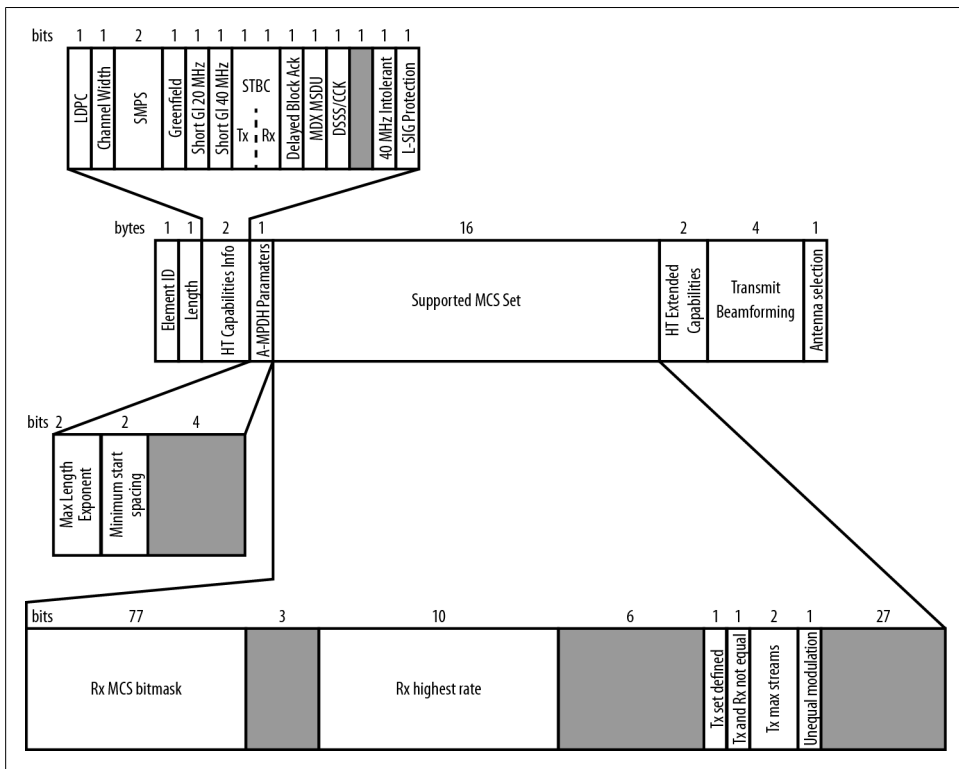 bits 1 1 2 1 1 1 1 1 1 1 1 1 1 1
LDPC
Channel Width
SMPS
Greenfield
Short GI 20 MHz
Short GI 40 MHz
STBC
Tx
Rx
Delayed Block Ack
MDX MSDU
DSSS/CCK
40 MHz Intolerant
L-SIG Protection
bytes 1 1 2 1 16 2 4 1
Element ID
Length
HT Capabilities Info
A-MPDH Paramaters
Supported MCS Set
HT Extended
Capabilities
Transmit
Beamforming
Antenna selection
bits 2 2 4
Max Length
Exponent
Minimum start
spacing
bits 77 3 10 6 1 1 2 1 27
Rx MCS bitmask
Rx highest rate
Tx set defined
Tx and Rx not equal
Tx max streams
Unequal modulation